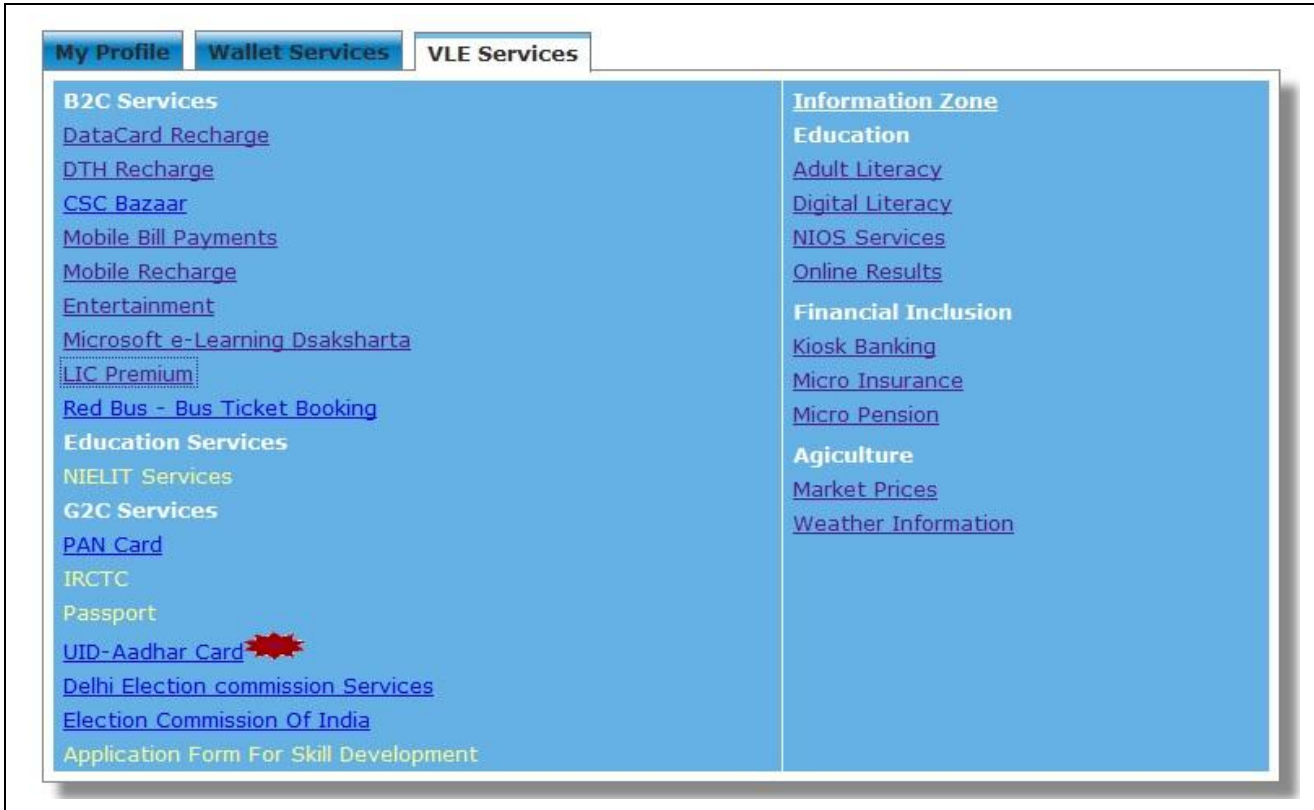 My Profile
Wallet Services
VLE Services
B2C Services
DataCard Recharge
DTH Recharge
CSC Bazaar
Mobile Bill Payments
Mobile Recharge
Entertainment
Microsoft e-Learning Dsaksharta
LIC Premium
Red Bus - Bus Ticket Booking
Education Services
NIELIT Services
G2C Services
PAN Card
IRCTC
Passport
UID-Aadhar Card
Delhi Election commission Services
Election Commission Of India
Application Form For Skill Development
Information Zone
Education
Adult Literacy
Digital Literacy
NIOS Services
Online Results
Financial Inclusion
Kiosk Banking
Micro Insurance
Micro Pension
Agiculture
Market Prices
Weather Information